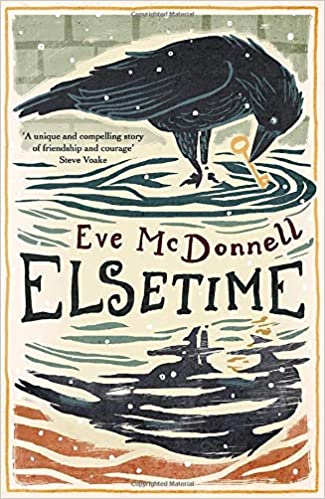 'A unique and compelling story
of friendship and courage'
Steve Voake
Eve McDonnell
ELSETIME